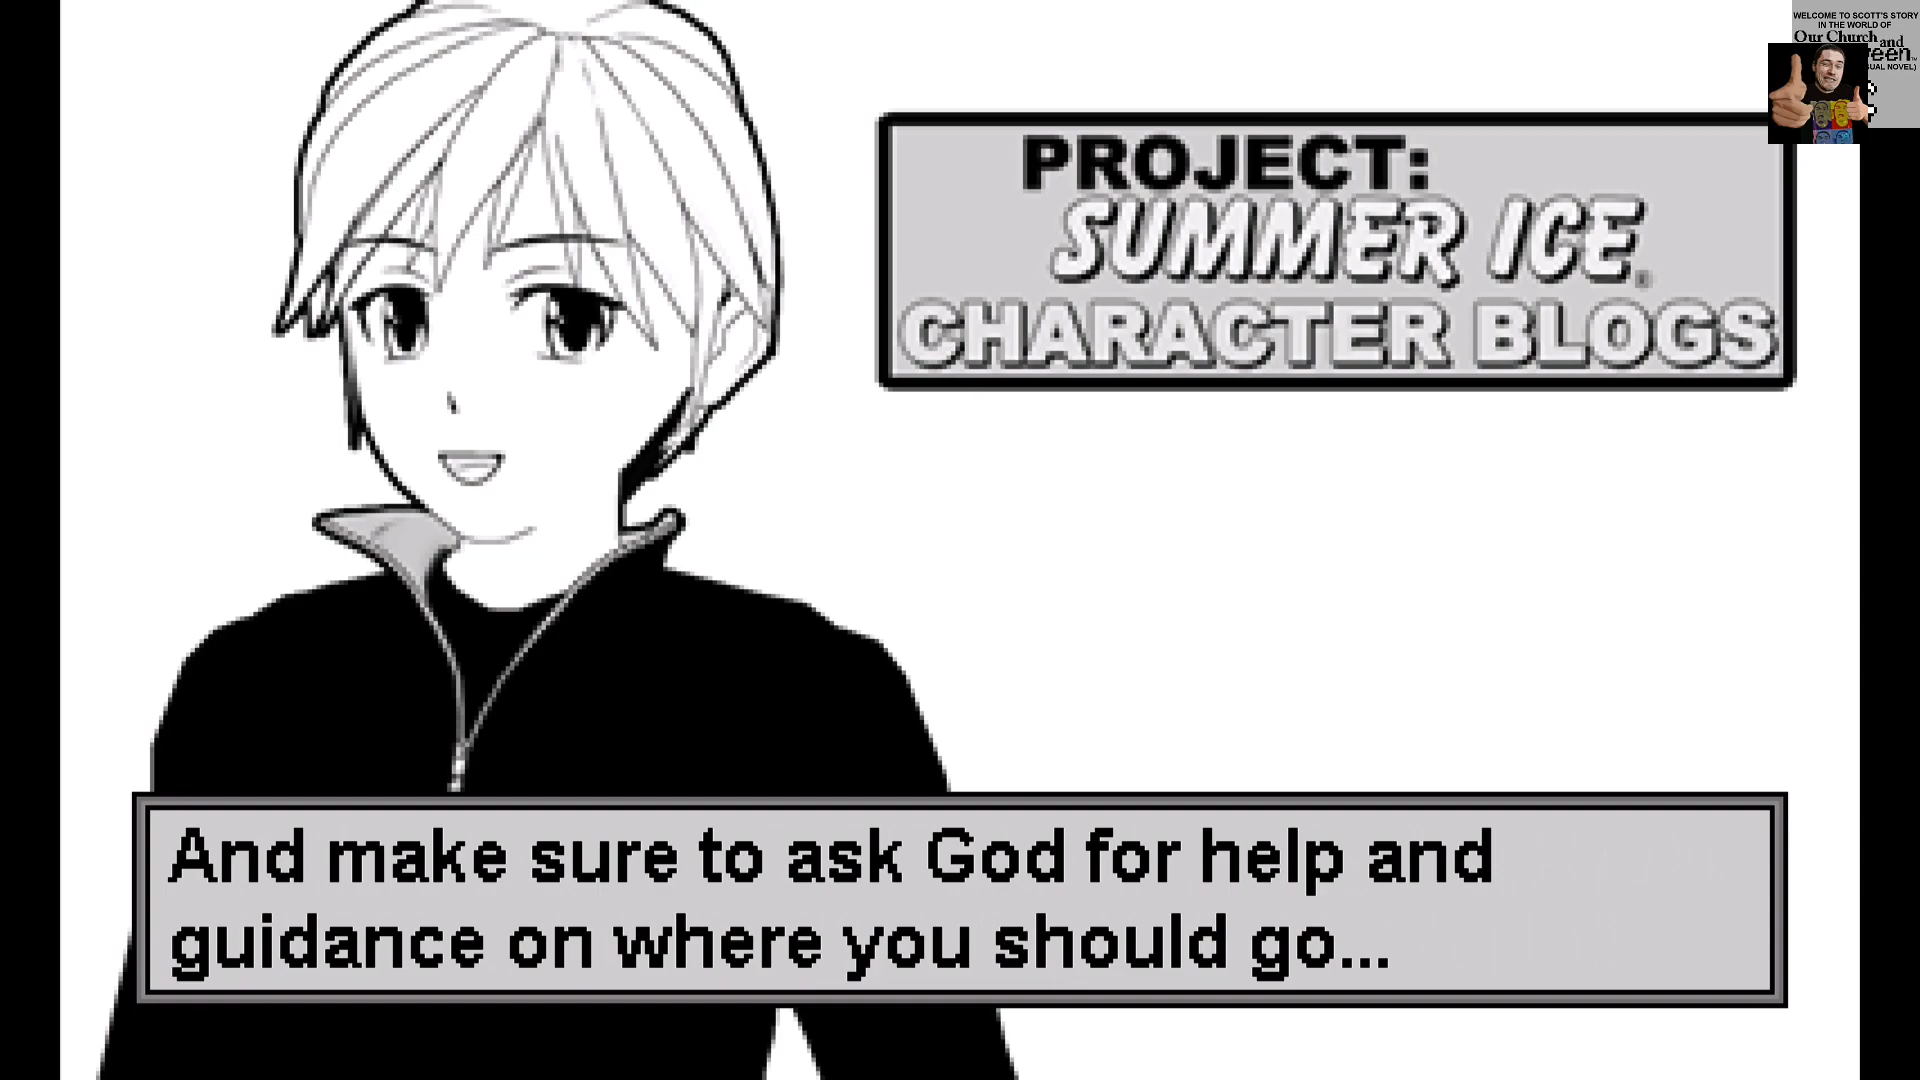 WELCOME TO SCOTT'S STORY
IN THE WORLD OF
Our Church and
PROJECT:
SUMMER ICE
CHARACTER BLOGS
And make sure to ask God for help and
guidance on where you should go...